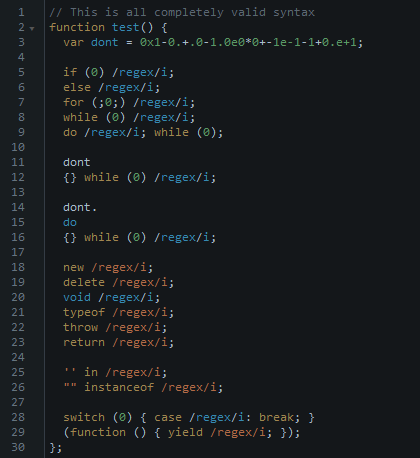 1 // This is all completely valid syntax
2 function test() {
3 var dont = 0x1-0.+.0-1.0e0*0+-1e-1-1+0.e+1;
4
5 if (0) /regex/i;
6 else /regex/i;
7 for (;0;) /regex/i;
8 while (0) /regex/i;
9 do /regex/i; while (0);
10
11 dont
12 {} while (0) /regex/i;
13
14 dont.
15 do
16 {} while (0) /regex/i;
17
18 new /regex/i;
19 delete /regex/i;
20 void /regex/i;
21 typeof /regex/i;
22 throw /regex/i;
23 return /regex/i;
24
25 '' in /regex/i;
26 "" instanceof /regex/i;
27
28 switch (0) { case /regex/i: break; }
29 (function () { yield /regex/i; });
30 };